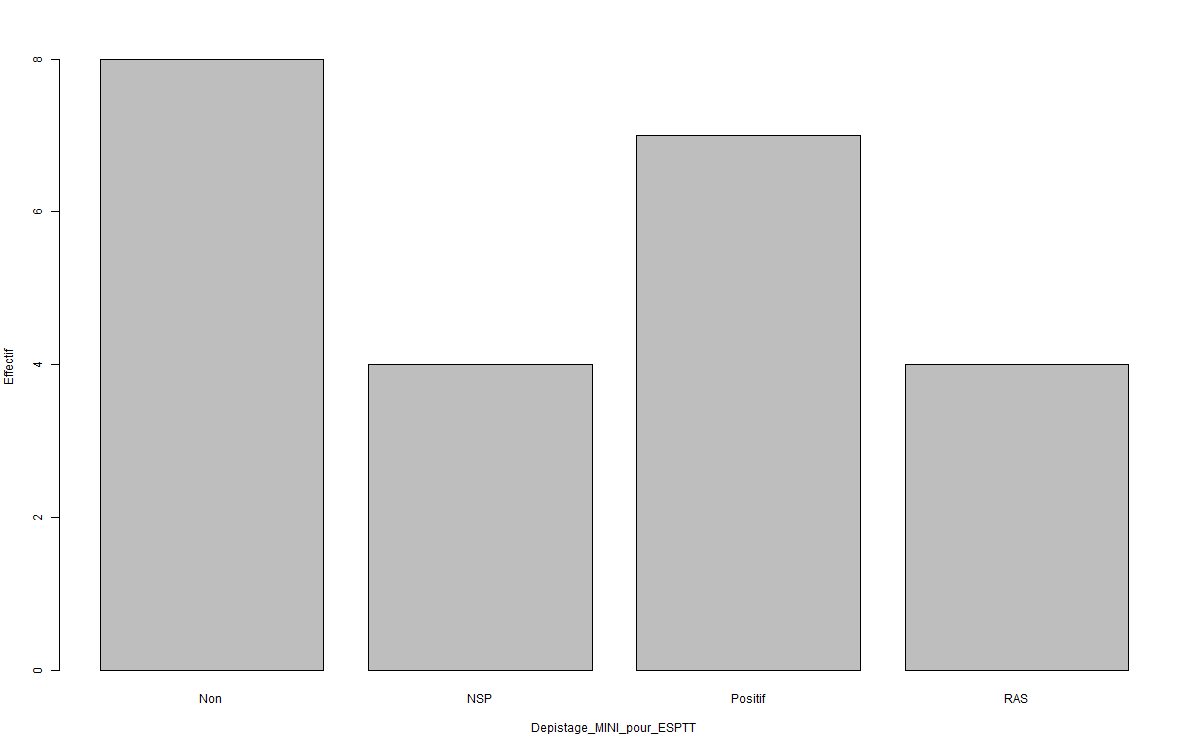 Effectif
8
6
4
2
0
Non NSP Positif RAS
Depistage_MINI_pour_ESPTT